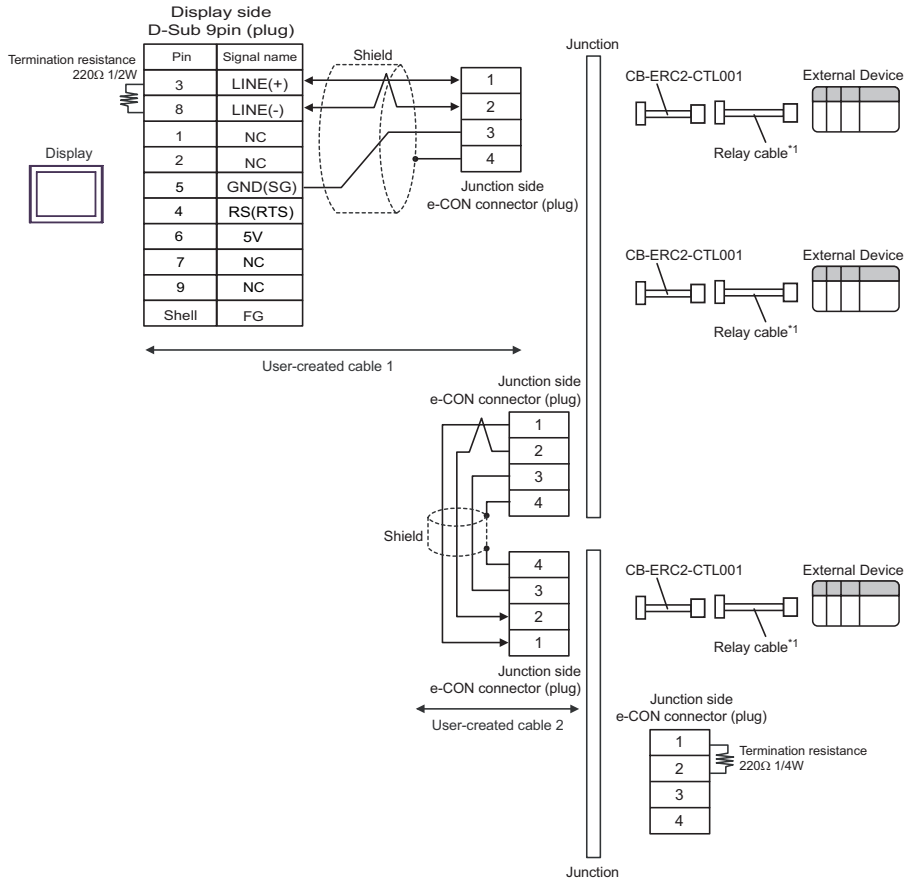 Display side
D-Sub 9pin (plug)
Termination resistance
220Ω 1/2W
Pin Signal name
3 LINE(+)
8 LINE(-)
1 NC
2 NC
5 GND(SG)
4 RS(RTS)
6 5V
7 NC
9 NC
Shell FG
Display
Shield
1
2
3
4
Junction side
e-CON connector (plug)
User-created cable 1
Junction
CB-ERC2-CTL001
External Device
Relay cable*1
CB-ERC2-CTL001
External Device
Relay cable*1
Junction side
e-CON connector (plug)
1
2
3
4
Shield
4
3
2
1
Junction side
e-CON connector (plug)
User-created cable 2
CB-ERC2-CTL001
External Device
Relay cable*1
Junction side
e-CON connector (plug)
1
2
3
4
Termination resistance
220Ω 1/4W
Junction